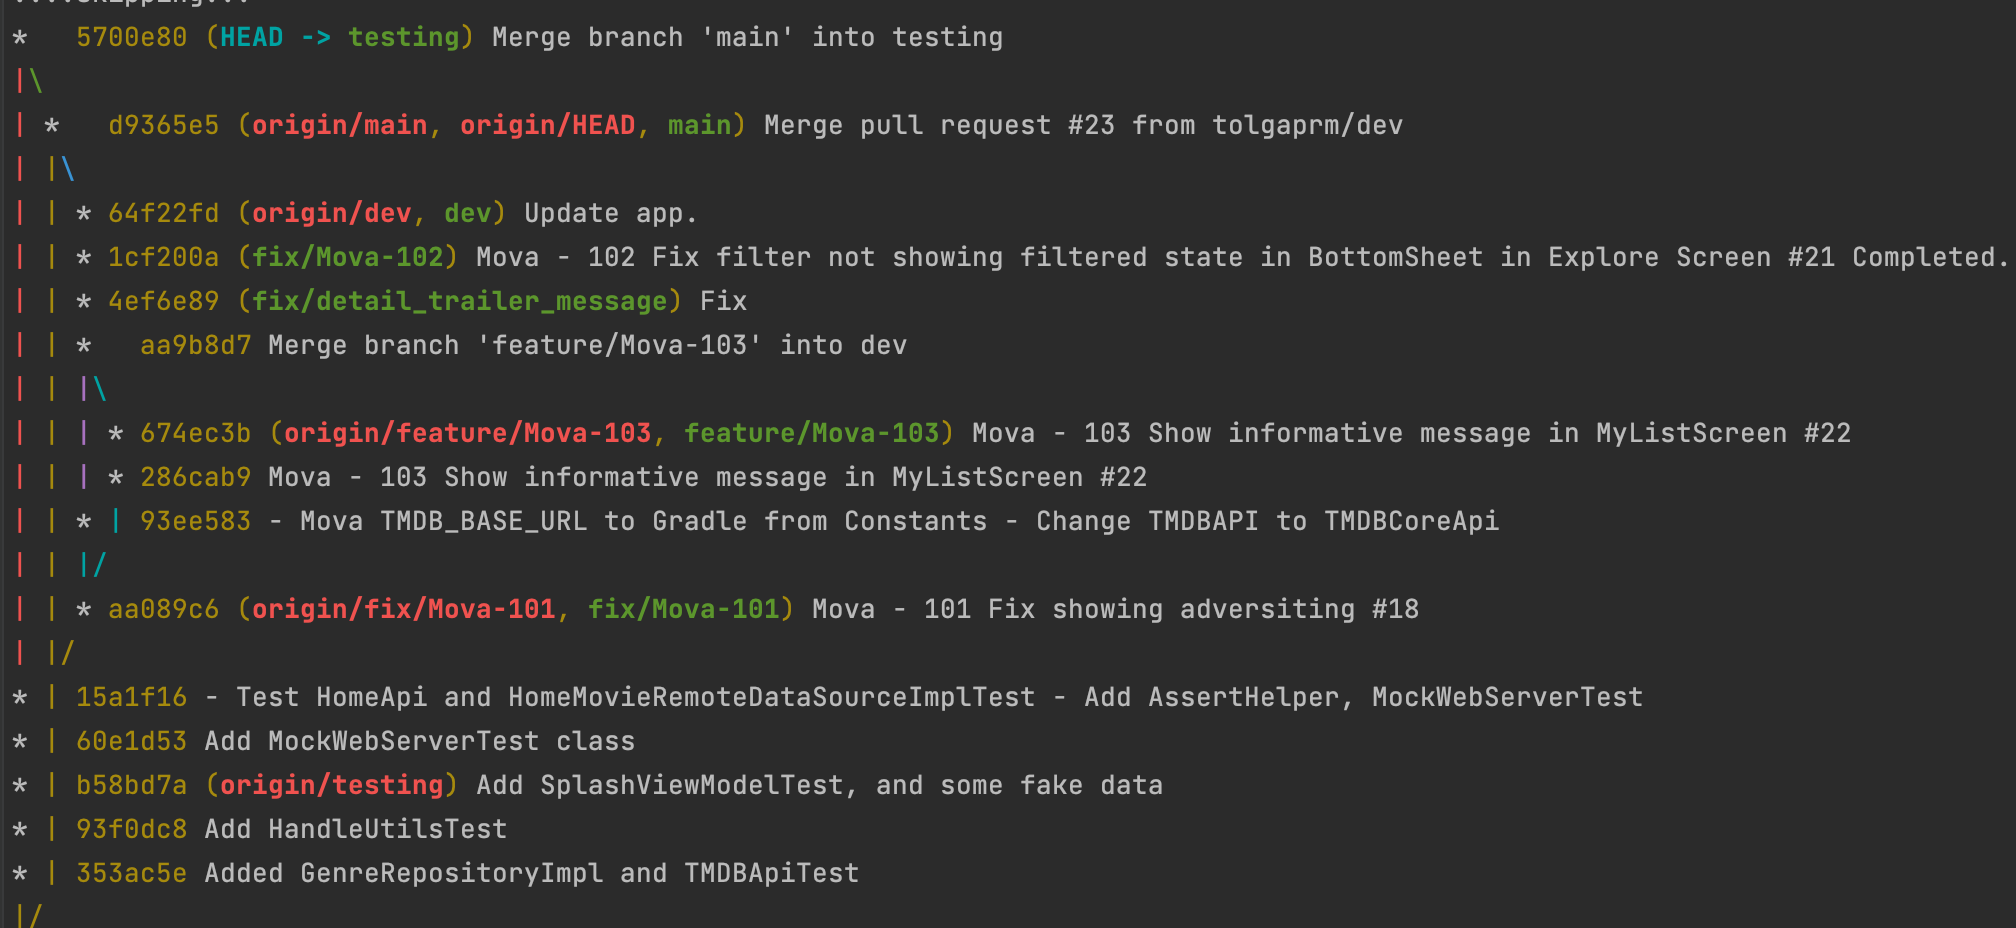 *   5700e80 (HEAD -> testing) Merge branch 'main' into testing
|\
| *   d9365e5 (origin/main, origin/HEAD, main) Merge pull request #23 from tolgaprm/dev
| |\
| | * 64f22fd (origin/dev, dev) Update app.
| | * 1cf200a (fix/Mova-102) Mova - 102 Fix filter not showing filtered state in BottomSheet in Explore Screen #21 Completed.
| | * 4ef6e89 (fix/detail_trailer_message) Fix
| | *   aa9b8d7 Merge branch 'feature/Mova-103' into dev
| | |\
| | | * 674ec3b (origin/feature/Mova-103, feature/Mova-103) Mova - 103 Show informative message in MyListScreen #22
| | | * 286cab9 Mova - 103 Show informative message in MyListScreen #22
| | * | 93ee583 - Mova TMDB_BASE_URL to Gradle from Constants - Change TMDBAPI to TMDBCoreApi
| | |/
| | * aa089c6 (origin/fix/Mova-101, fix/Mova-101) Mova - 101 Fix showing adversiting #18
| |/
* | 15a1f16 - Test HomeApi and HomeMovieRemoteDataSourceImplTest - Add AssertHelper, MockWebServerTest
* | 60e1d53 Add MockWebServerTest class
* | b58bd7a (origin/testing) Add SplashViewModelTest, and some fake data
* | 93f0dc8 Add HandleUtilsTest
* | 353ac5e Added GenreRepositoryImpl and TMDBApiTest
|/